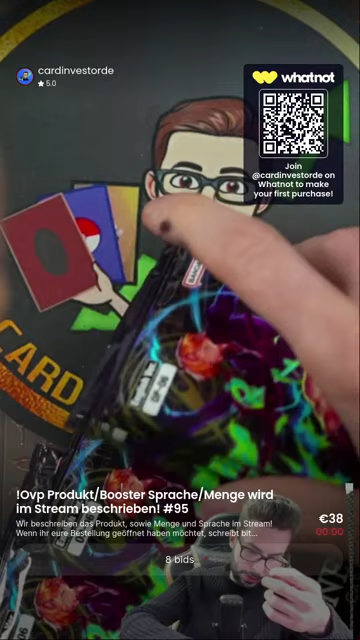 cardinvestorde
★ 5.0
whatnot
Join
@cardinvestorde on
Whatnot to make
your first purchase!
CARD
!Ovp Produkt/Booster Sprache/Menge wird
im Stream beschrieben! #95
€38
Wir beschreiben das Produkt, sowie Menge und Sprache im Stream!
00:00
Wenn ihr eure Bestellung geöffnet haben möchtet, schreibt bit...
8 bids